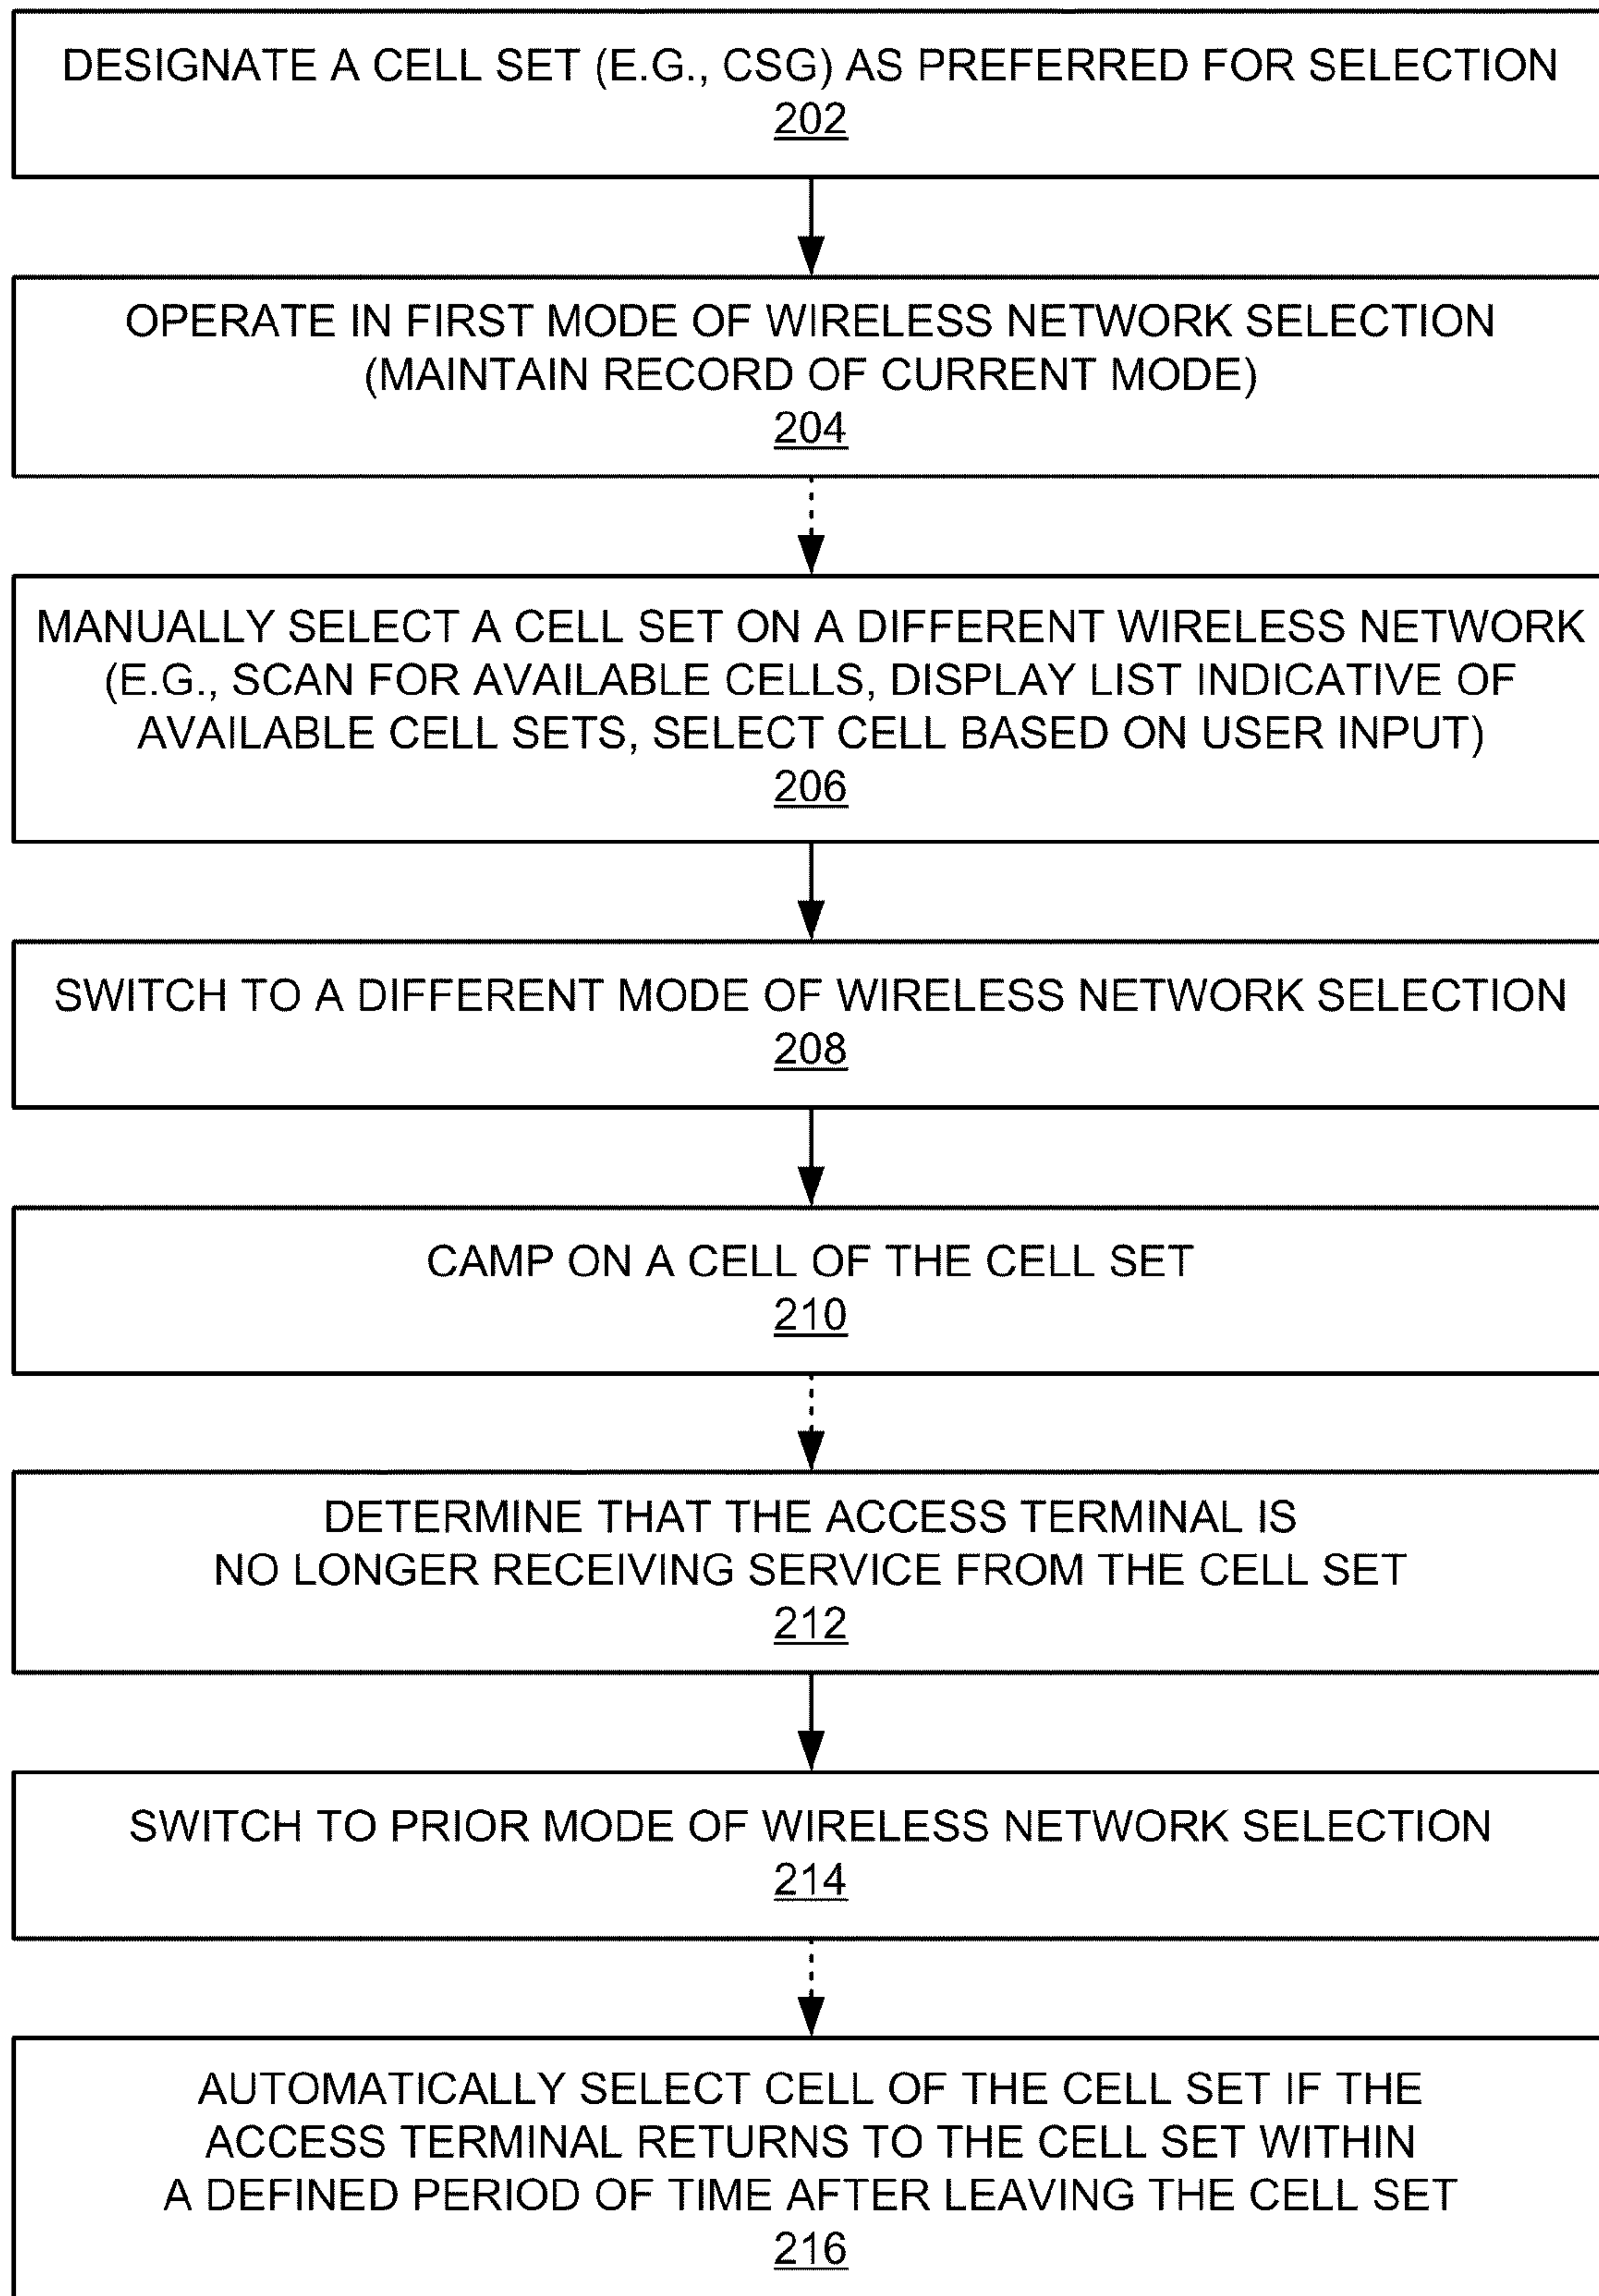 DESIGNATE A CELL SET (E.G., CSG) AS PREFERRED FOR SELECTION
202
OPERATE IN FIRST MODE OF WIRELESS NETWORK SELECTION
(MAINTAIN RECORD OF CURRENT MODE)
204
MANUALLY SELECT A CELL SET ON A DIFFERENT WIRELESS NETWORK
(E.G., SCAN FOR AVAILABLE CELLS, DISPLAY LIST INDICATIVE OF
AVAILABLE CELL SETS, SELECT CELL BASED ON USER INPUT)
206
SWITCH TO A DIFFERENT MODE OF WIRELESS NETWORK SELECTION
208
CAMP ON A CELL OF THE CELL SET
210
DETERMINE THAT THE ACCESS TERMINAL IS
NO LONGER RECEIVING SERVICE FROM THE CELL SET
212
SWITCH TO PRIOR MODE OF WIRELESS NETWORK SELECTION
214
AUTOMATICALLY SELECT CELL OF THE CELL SET IF THE
ACCESS TERMINAL RETURNS TO THE CELL SET WITHIN
A DEFINED PERIOD OF TIME AFTER LEAVING THE CELL SET
216